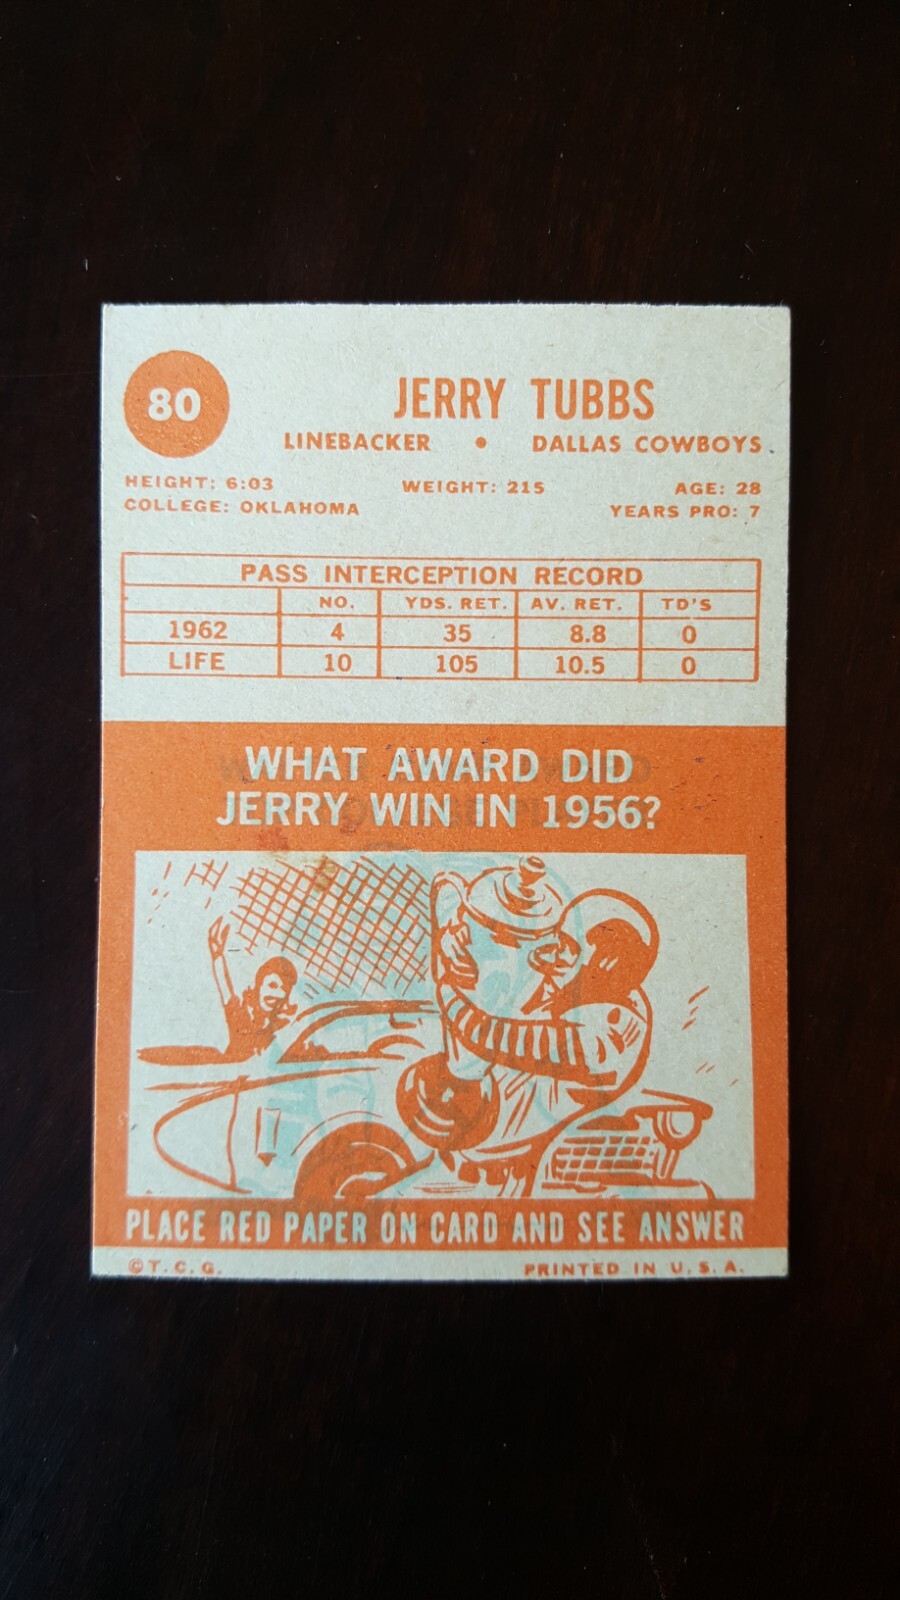 80
JERRY TUBBS
LINEBACKER • DALLAS COWBOYS
HEIGHT: 6:03 WEIGHT: 215 AGE: 28
COLLEGE: OKLAHOMA YEARS PRO: 7
PASS INTERCEPTION RECORD
NO. YDS. RET. AV. RET. TD'S
1962 4 35 8.8 0
LIFE 10 105 10.5 0
WHAT AWARD DID
JERRY WIN IN 1956?
PLACE RED PAPER ON CARD AND SEE ANSWER
©T.C.G. PRINTED IN U.S.A.